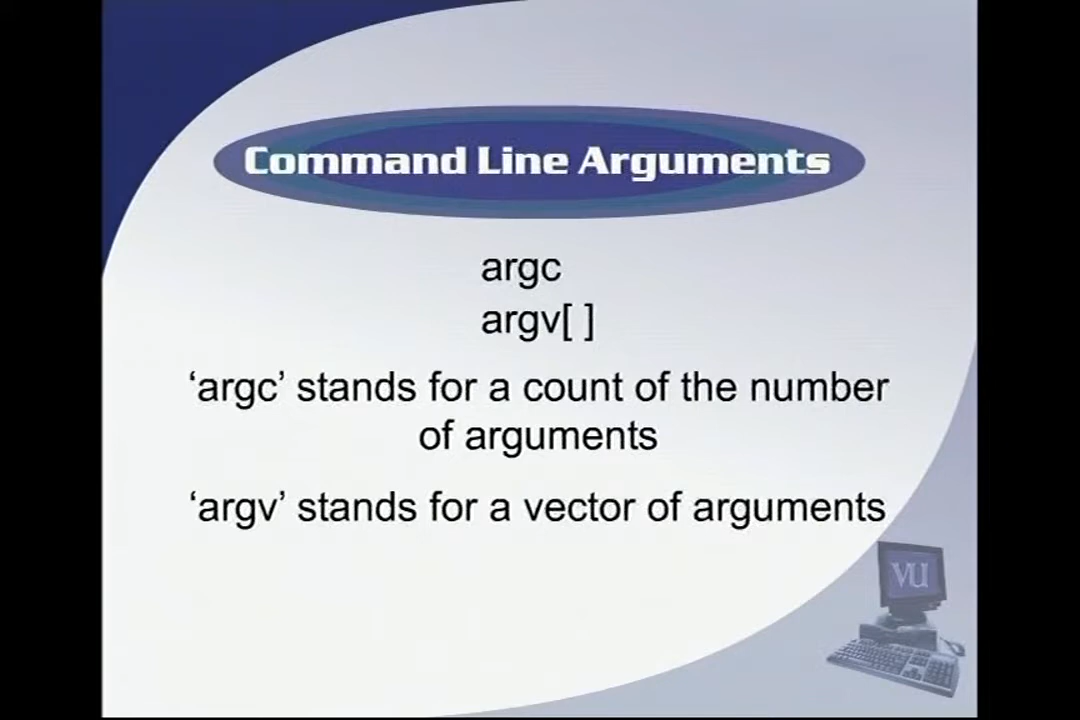 Command Line Arguments
argc
argv[ ]
‘argc’ stands for a count of the number
of arguments
‘argv’ stands for a vector of arguments
VU